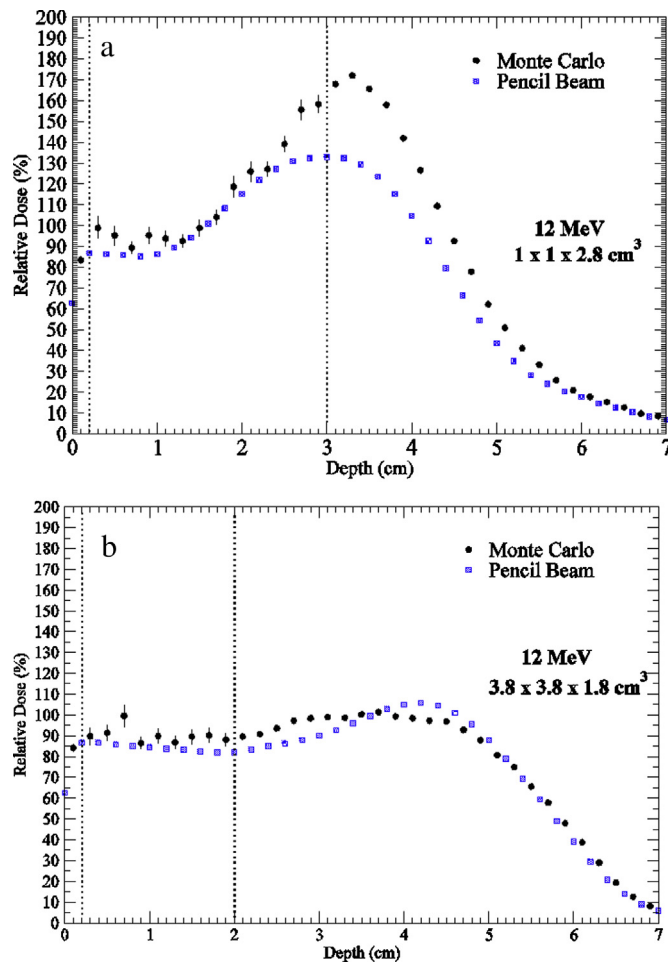 a
Monte Carlo
Pencil Beam
200
190
180
170
160
150
140
130
120
110
100
90
80
70
60
50
40
30
20
10
0
Relative Dose (%)
12 MeV
1 x 1 x 2.8 cm3
0 1 2 3 4 5 6 7
Depth (cm)
b
Monte Carlo
Pencil Beam
200
190
180
170
160
150
140
130
120
110
100
90
80
70
60
50
40
30
20
10
0
Relative Dose (%)
12 MeV
3.8 x 3.8 x 1.8 cm3
0 1 2 3 4 5 6 7
Depth (cm)